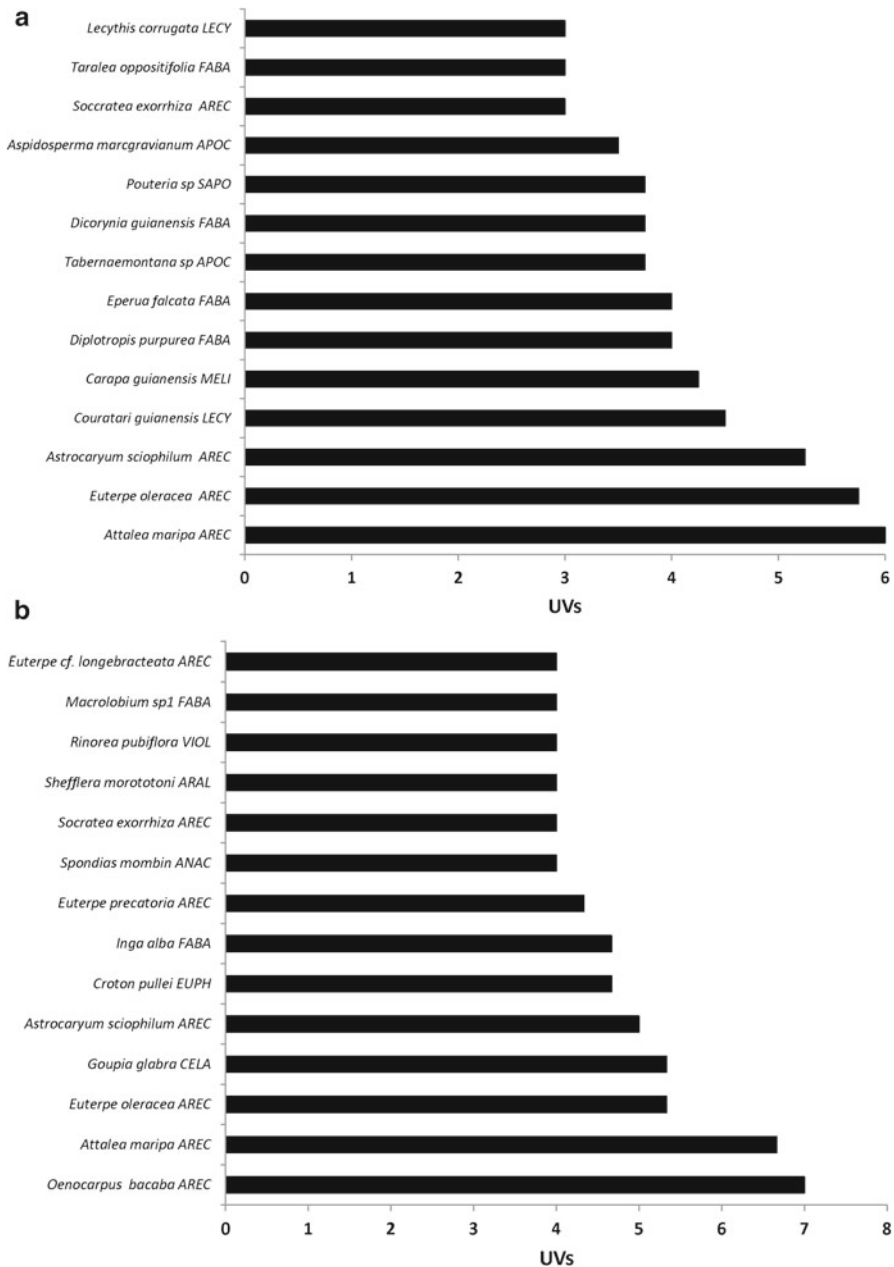 a
Lecythis corrugata LECY
Taralea oppositifolia FABA
Soccratea exorrhiza AREC
Aspidosperma marcgravianum APOC
Pouteria sp SAPO
Dicorynia guianensis FABA
Tabernaemontana sp APOC
Eperua falcata FABA
Diplotropis purpurea FABA
Carapa guianensis MELI
Couratari guianensis LECY
Astrocaryum sciophilum AREC
Euterpe oleracea AREC
Attalea maripa AREC
0 1 2 3 4 5 6
UVs
b
Euterpe cf. longebracteata AREC
Macrolobium sp1 FABA
Rinorea pubiflora VIOL
Shefflera morototoni ARAL
Socratea exorrhiza AREC
Spondias mombin ANAC
Euterpe precatoria AREC
Inga alba FABA
Croton pullei EUPH
Astrocaryum sciophilum AREC
Goupia glabra CELA
Euterpe oleracea AREC
Attalea maripa AREC
Oenocarpus bacaba AREC
0 1 2 3 4 5 6 7 8
UVs